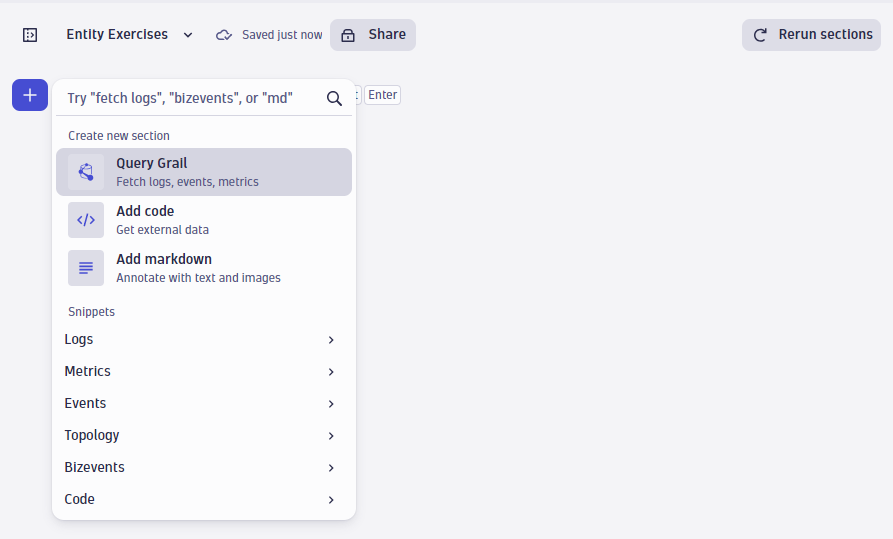 Entity Exercises
Saved just now
Share
Rerun sections
Try "fetch logs", "bizevents", or "md"
Enter
Create new section
Query Grail
Fetch logs, events, metrics
Add code
Get external data
Add markdown
Annotate with text and images
Snippets
Logs
Metrics
Events
Topology
Bizevents
Code